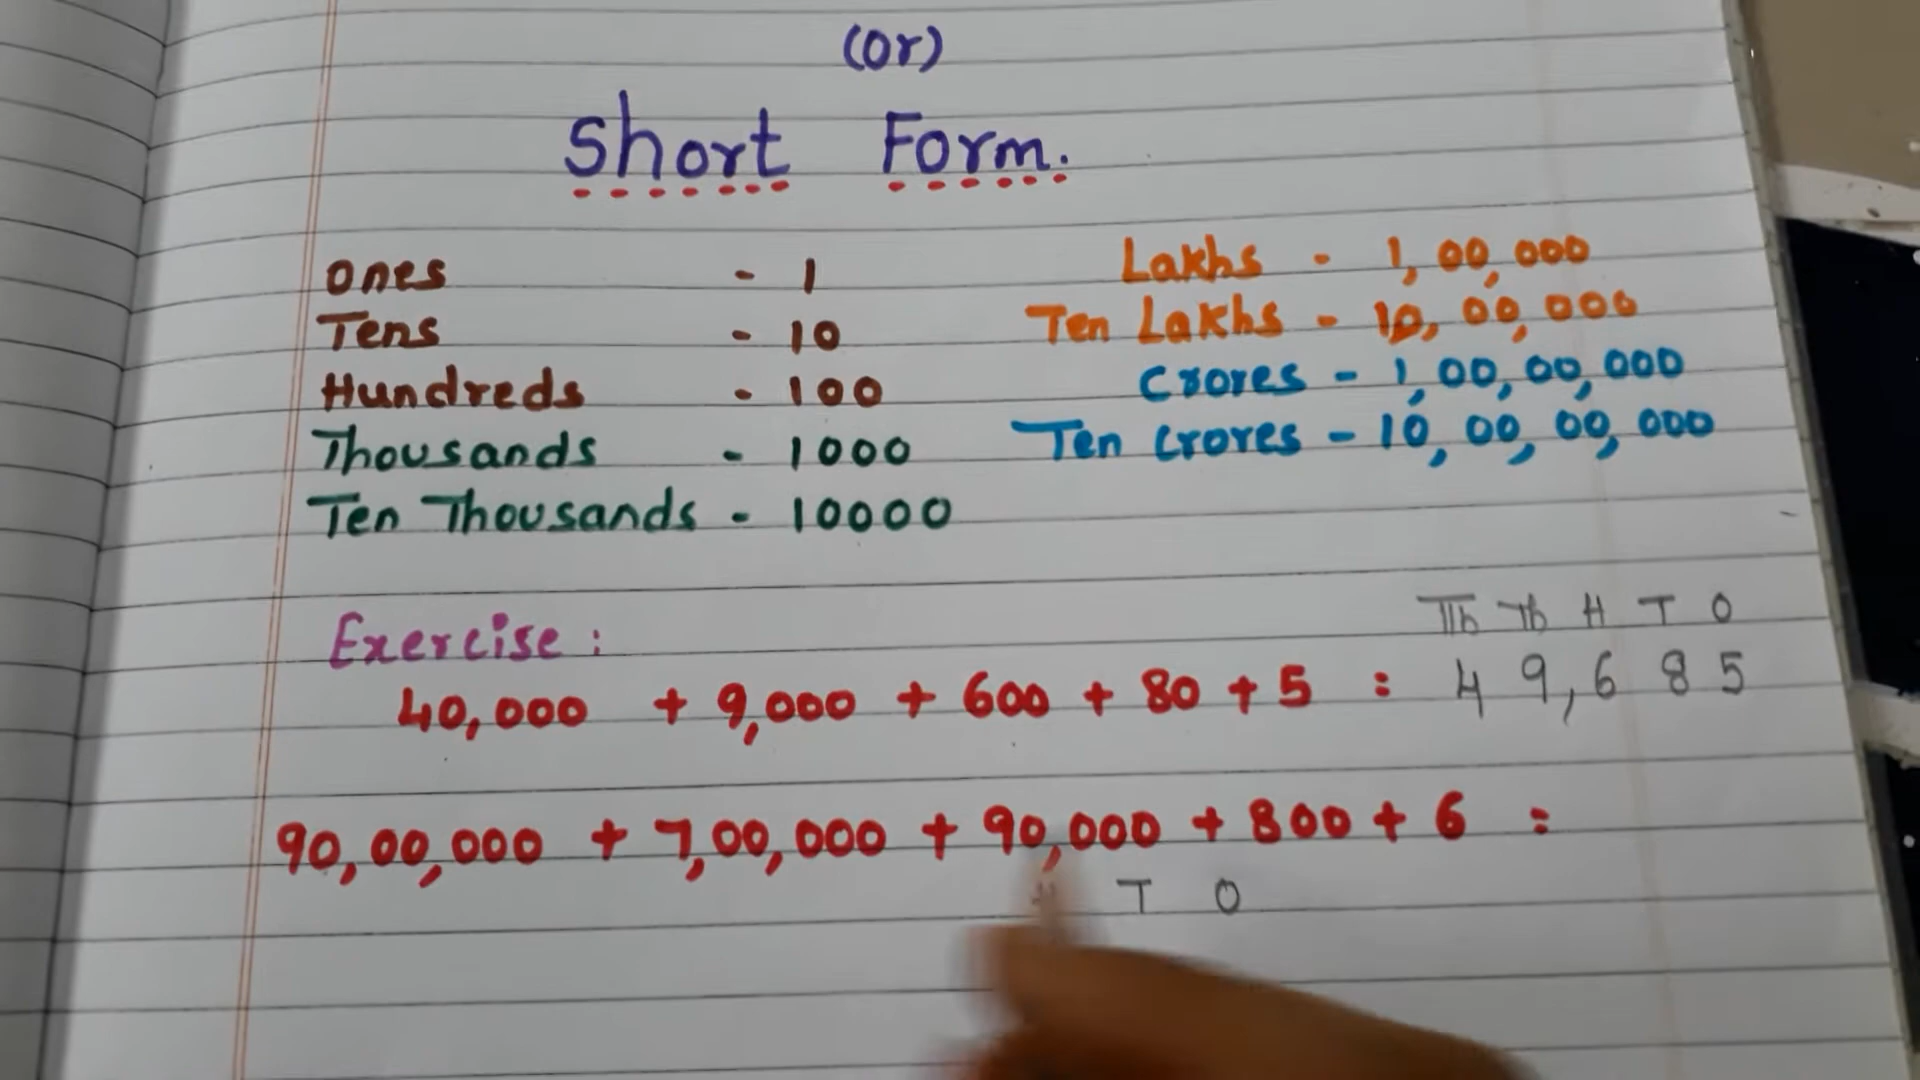 (Or)
Short Form.
Ones - 1
Tens - 10
Hundreds - 100
Thousands - 1000
Ten Thousands - 10000
Lakhs - 1,00,000
Ten Lakhs - 10,00,000
Crores - 1,00,00,000
Ten Crores - 10,00,00,000
Exercise:
TTh Th H T O
40,000 + 9,000 + 600 + 80 + 5 = 49,685
90,00,000 + 7,00,000 + 90,000 + 800 + 6 =
T O